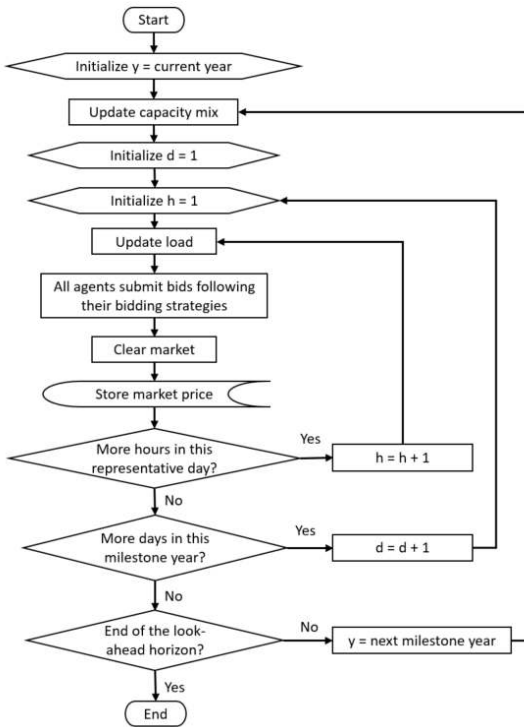 Start
Initialize y = current year
Update capacity mix
Initialize d = 1
Initialize h = 1
Update load
All agents submit bids following
their bidding strategies
Clear market
Store market price
More hours in this
representative day?
Yes
h = h + 1
No
More days in this
milestone year?
Yes
d = d + 1
No
End of the look-
ahead horizon?
No
y = next milestone year
Yes
End